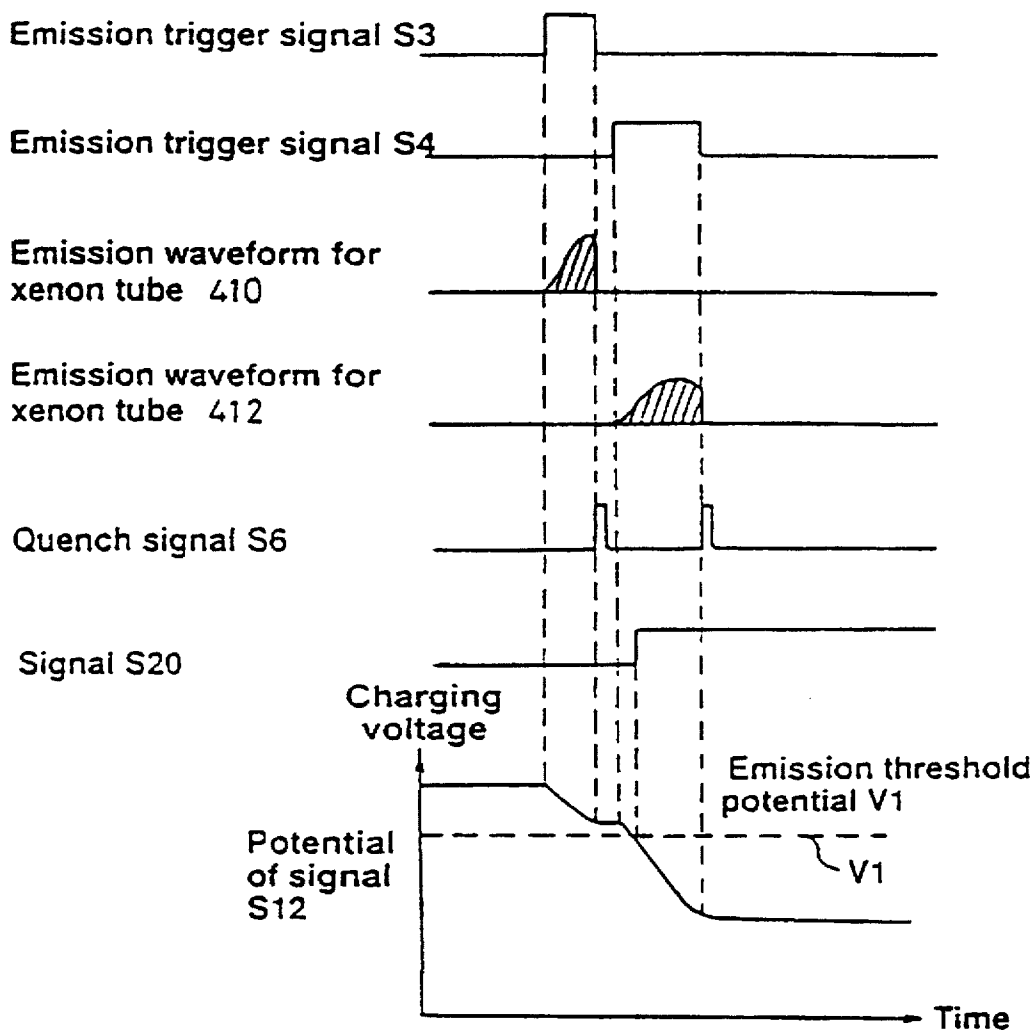 Emission trigger signal S3
Emission trigger signal S4
Emission waveform for
xenon tube 410
Emission waveform for
xenon tube 412
Quench signal S6
Signal S20
Charging
voltage
Emission threshold
potential V1
Potential
of signal
S12
V1
Time